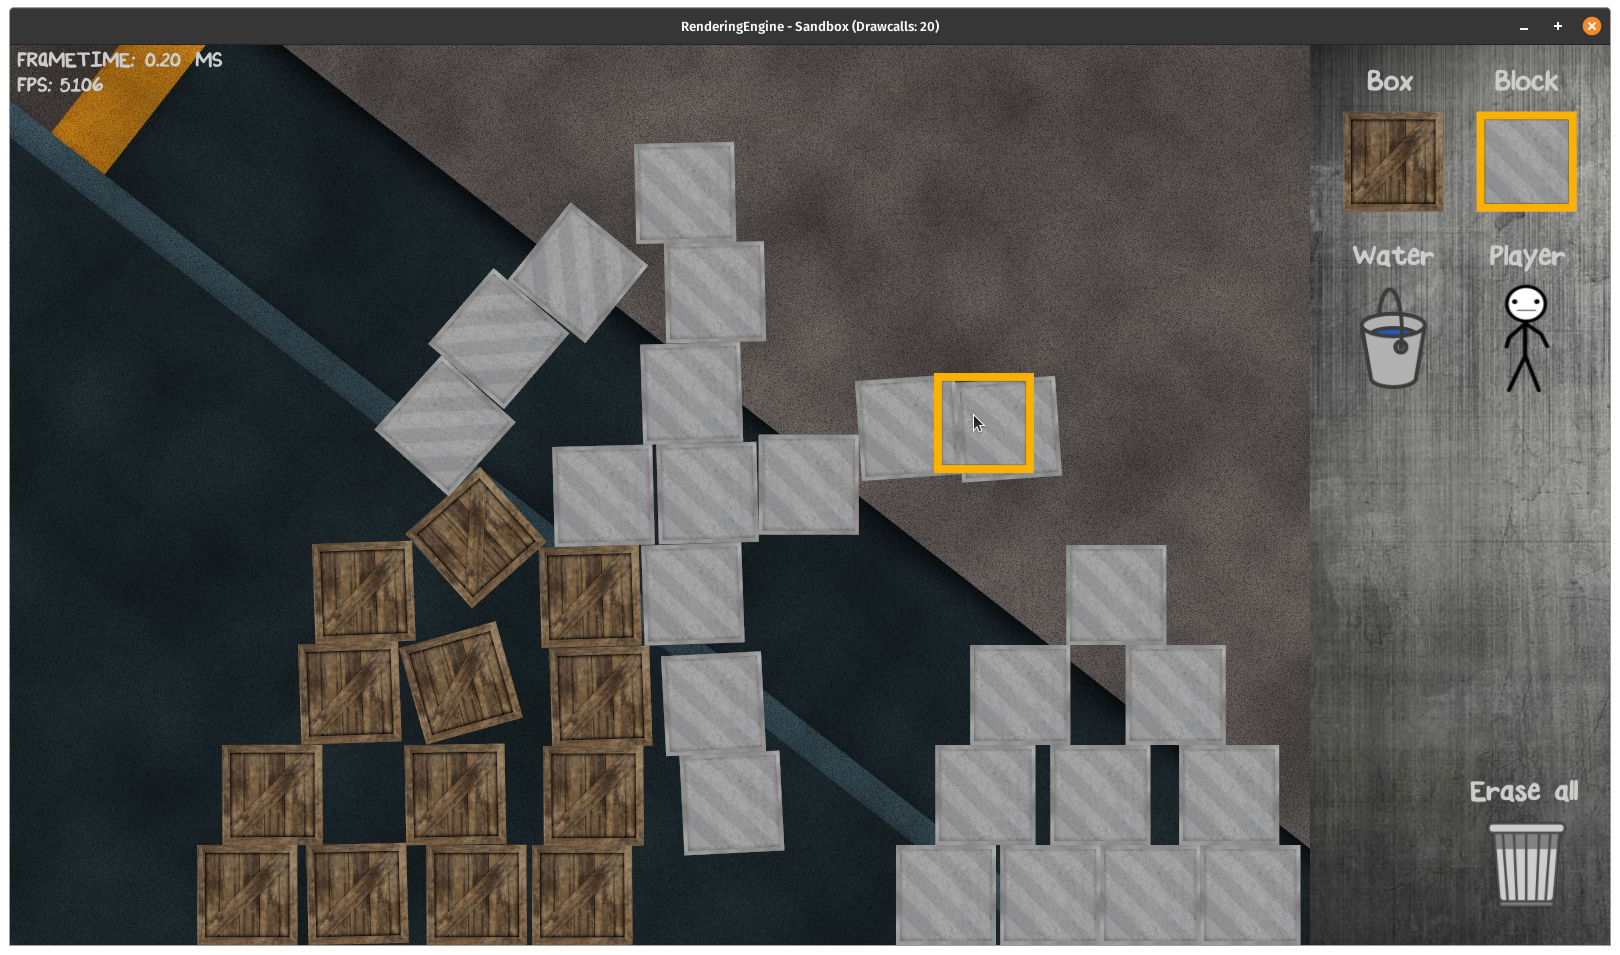 RenderingEngine - Sandbox (Drawcalls: 20)
FRAMETIME: 0.20 MS
FPS: 5106
Box
Block
Water
Player
Erase all